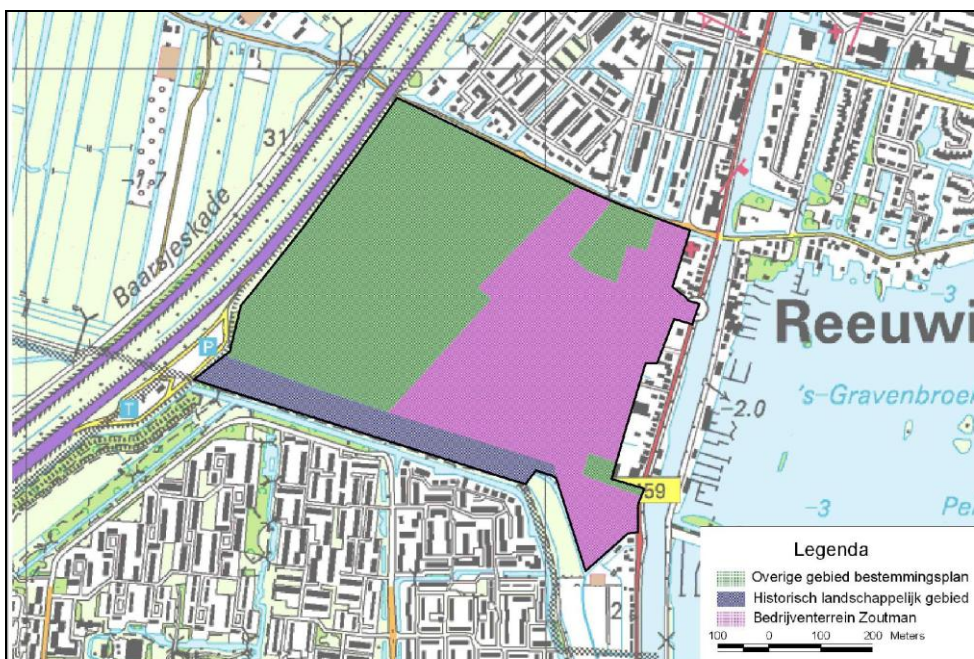 31
-1.7
Baarsjeskade
P
T
-3
Reeuwi
's-Gravenbroe
-2.0
-3
Pe
459
2
Legenda
Overige gebied bestemmingsplan
Historisch landschappelijk gebied
Bedrijventerrein Zoutman
100 0 100 200 Meters